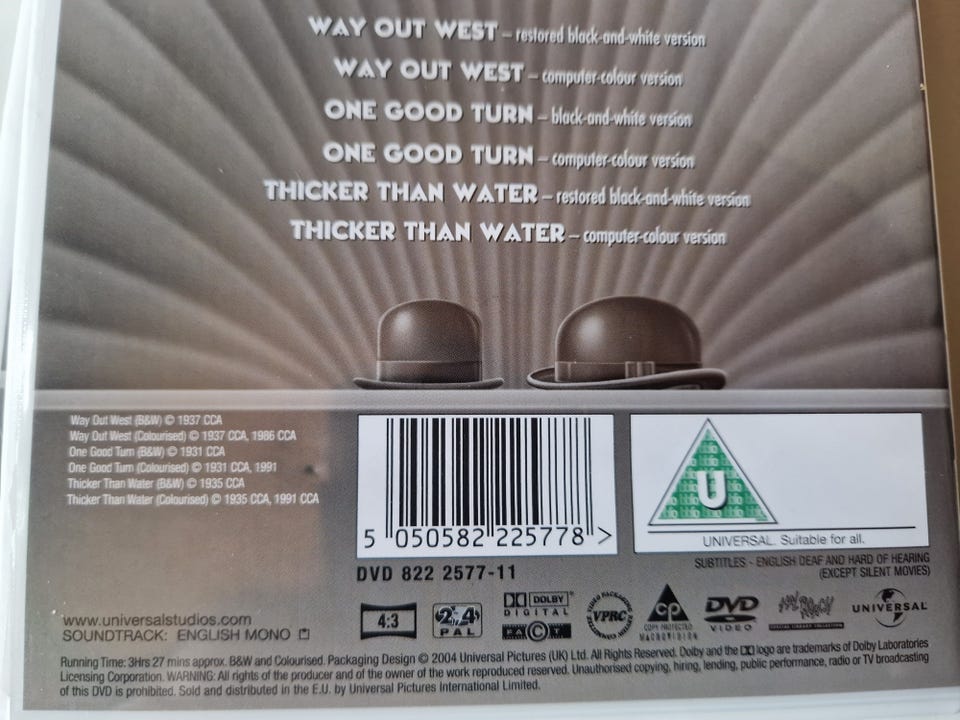 WAY OUT WEST – restored black-and-white version
WAY OUT WEST – computer-colour version
ONE GOOD TURN – black-and-white version
ONE GOOD TURN – computer-colour version
THICKER THAN WATER – restored black-and-white version
THICKER THAN WATER – computer-colour version
Way Out West (B&W) © 1937 CCA
Way Out West (Colourised) © 1937 CCA, 1986 CCA
One Good Turn (B&W) © 1931 CCA
One Good Turn (Colourised) © 1931 CCA, 1991
Thicker Than Water (B&W) © 1935 CCA
Thicker Than Water (Colourised) © 1935 CCA, 1991 CCA
5 050582 225778 >
DVD 822 2577-11
U
UNIVERSAL. Suitable for all.
SUBTITLES - ENGLISH DEAF AND HARD OF HEARING
(EXCEPT SILENT MOVIES)
www.universalstudios.com
SOUNDTRACK: ENGLISH MONO
4:3
2 4
PAL
DOLBY
DIGITAL
FACT
VIDEO PACKAGING
VPRC
CP
COPY PROTECTED
MACROVISION
DVD
VIDEO
UNIVERSAL
Running Time: 3Hrs 27 mins approx. B&W and Colourised. Packaging Design © 2004 Universal Pictures (UK) Ltd. All Rights Reserved. Dolby and the DD logo are trademarks of Dolby Laboratories
Licensing Corporation. WARNING: All rights of the producer and of the owner of the work reproduced reserved. Unauthorised copying, hiring, lending, public performance, radio or TV broadcasting
of this DVD is prohibited. Sold and distributed in the E.U. by Universal Pictures International Limited.